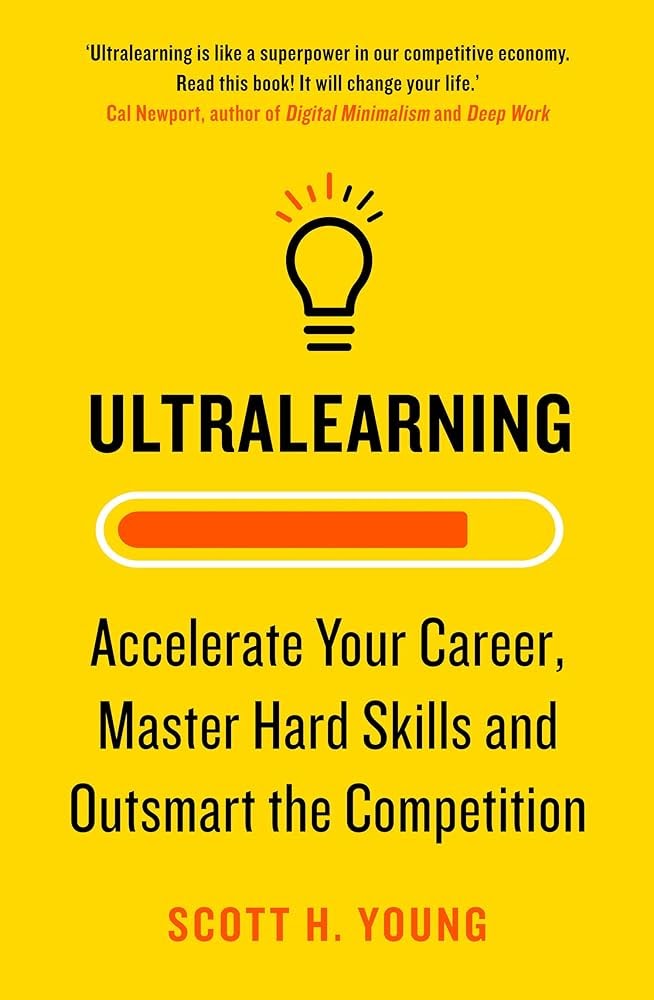 ‘Ultralearning is like a superpower in our competitive economy.
Read this book! It will change your life.’
Cal Newport, author of Digital Minimalism and Deep Work
ULTRALEARNING
Accelerate Your Career,
Master Hard Skills and
Outsmart the Competition
SCOTT H. YOUNG